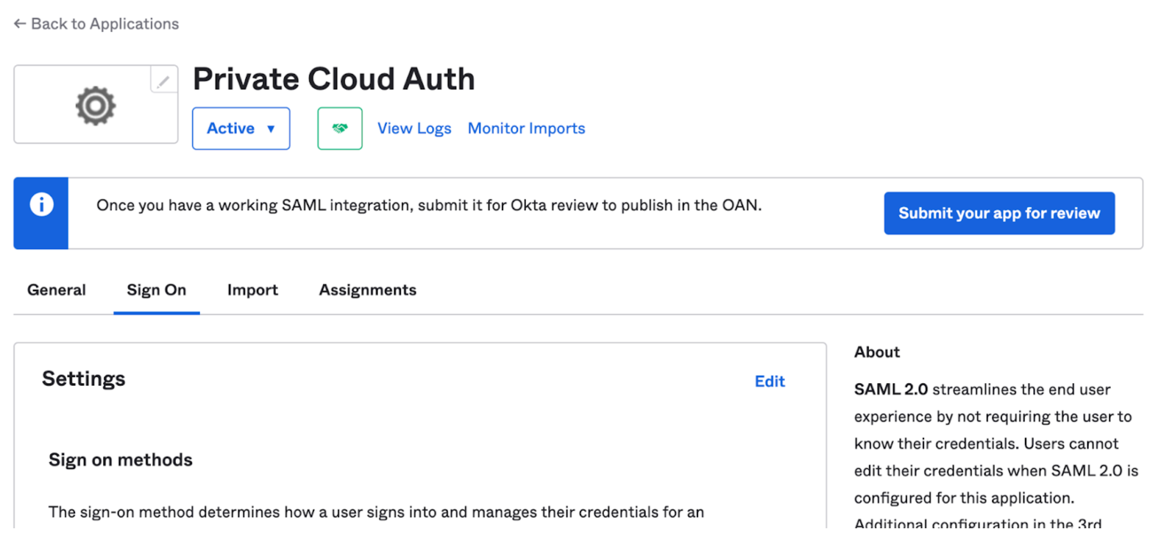 ← Back to Applications
Private Cloud Auth
Active ▼
View Logs
Monitor Imports
Once you have a working SAML integration, submit it for Okta review to publish in the OAN.
Submit your app for review
General
Sign On
Import
Assignments
Settings
Edit
Sign on methods
The sign-on method determines how a user signs into and manages their credentials for an
About
SAML 2.0 streamlines the end user
experience by not requiring the user to
know their credentials. Users cannot
edit their credentials when SAML 2.0 is
configured for this application.
Additional configuration in the 3rd